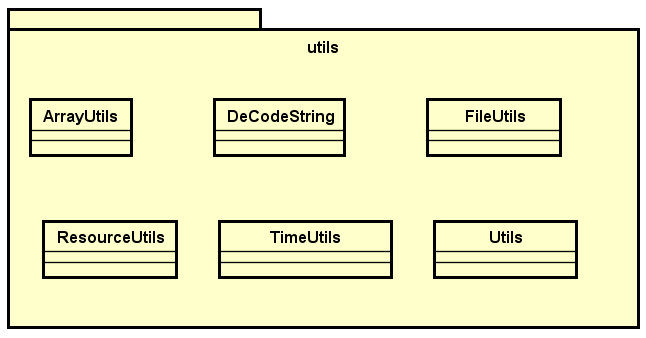 utils
ArrayUtils
DeCodeString
FileUtils
ResourceUtils
TimeUtils
Utils